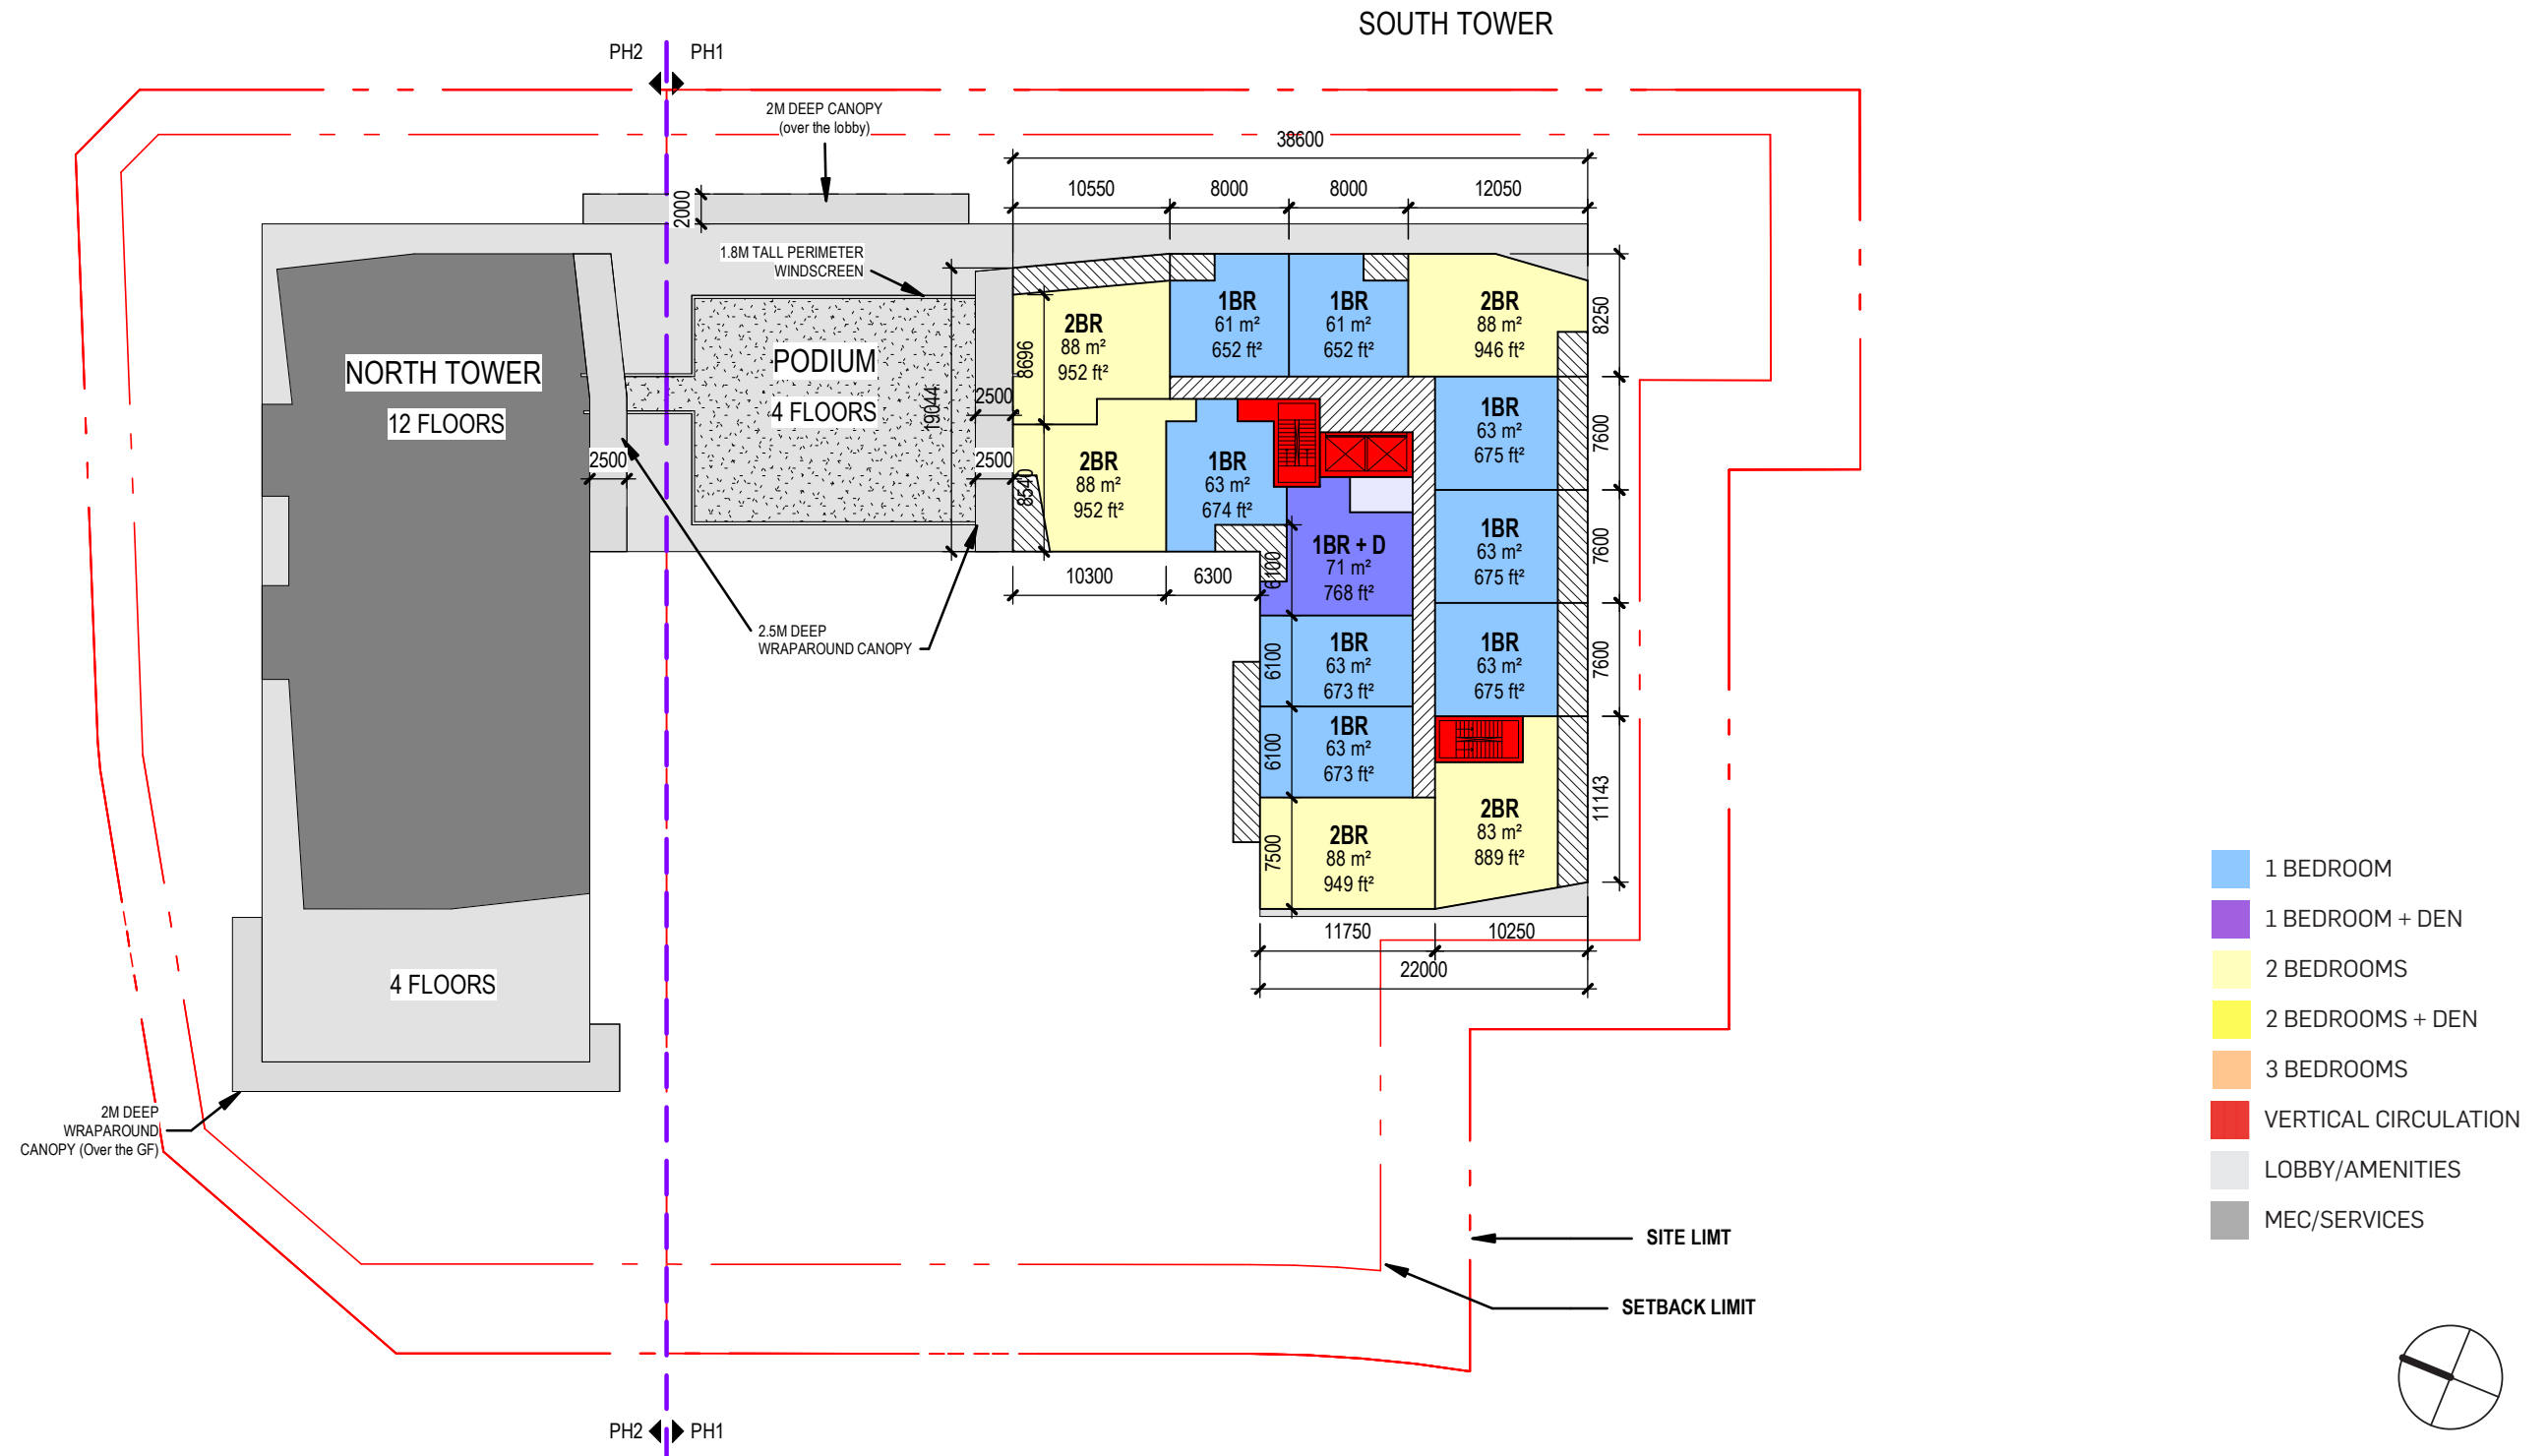 SOUTH TOWER
PH2
PH1
2M DEEP CANOPY
(over the lobby)
38600
10550
8000
8000
12050
2000
1.8M TALL PERIMETER
WINDSCREEN
NORTH TOWER
12 FLOORS
PODIUM
4 FLOORS
2500
2500
2500
19044
8696
8540
2BR
88 m²
952 ft²
1BR
61 m²
652 ft²
1BR
61 m²
652 ft²
2BR
88 m²
946 ft²
8250
1BR
63 m²
675 ft²
7600
2BR
88 m²
952 ft²
1BR
63 m²
674 ft²
1BR + D
71 m²
768 ft²
6100
1BR
63 m²
675 ft²
7600
10300
6300
2.5M DEEP
WRAPAROUND CANOPY
1BR
63 m²
673 ft²
6100
1BR
63 m²
675 ft²
7600
1BR
63 m²
673 ft²
6100
2BR
88 m²
949 ft²
7500
2BR
83 m²
889 ft²
11143
11750
10250
22000
4 FLOORS
2M DEEP
WRAPAROUND
CANOPY (Over the GF)
SITE LIMT
SETBACK LIMIT
PH2
PH1
1 BEDROOM
1 BEDROOM + DEN
2 BEDROOMS
2 BEDROOMS + DEN
3 BEDROOMS
VERTICAL CIRCULATION
LOBBY/AMENITIES
MEC/SERVICES